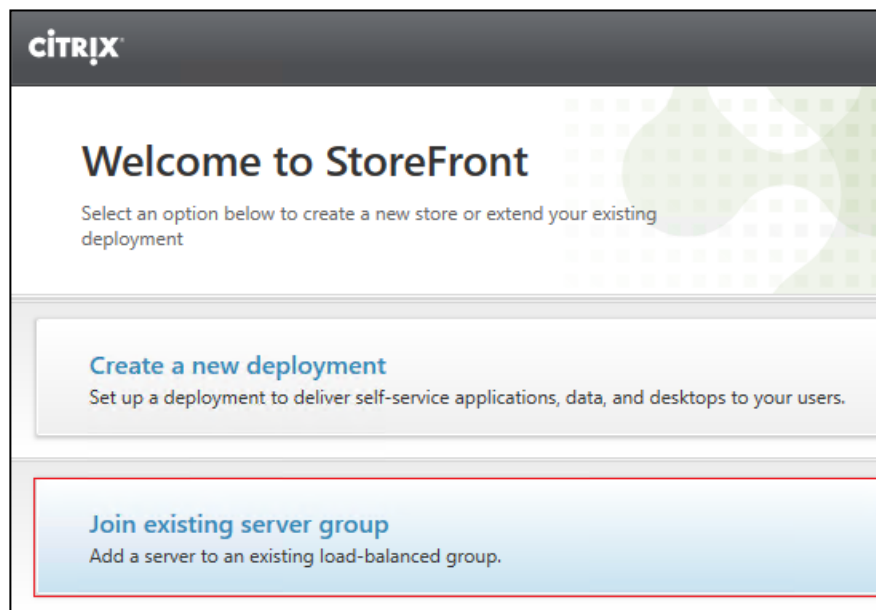 CİTRIX
Welcome to StoreFront
Select an option below to create a new store or extend your existing
deployment
Create a new deployment
Set up a deployment to deliver self-service applications, data, and desktops to your users.
Join existing server group
Add a server to an existing load-balanced group.